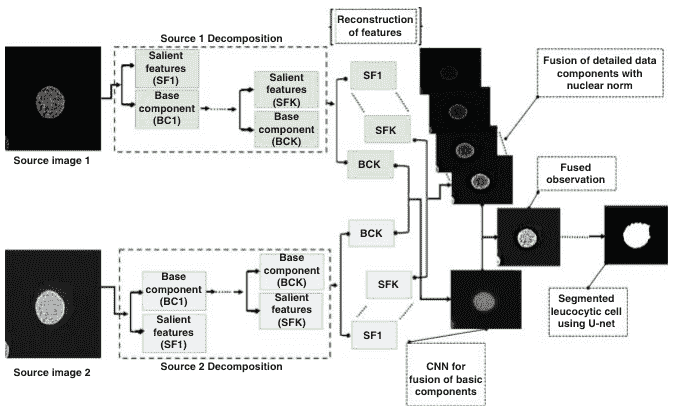 Source 1 Decomposition
Reconstruction
of features
Salient
features
(SF1)
Base
component
(BC1)
Salient
features
(SFK)
Base
component
(BCK)
Source image 1
SF1
SFK
BCK
Fusion of detailed data
components with
nuclear norm
Fused
observation
BCK
SFK
SF1
Base
component
(BC1)
Salient
features
(SF1)
Base
component
(BCK)
Salient
features
(SFK)
Source image 2
Source 2 Decomposition
CNN for
fusion of basic
components
Segmented
leucocytic cell
using U-net